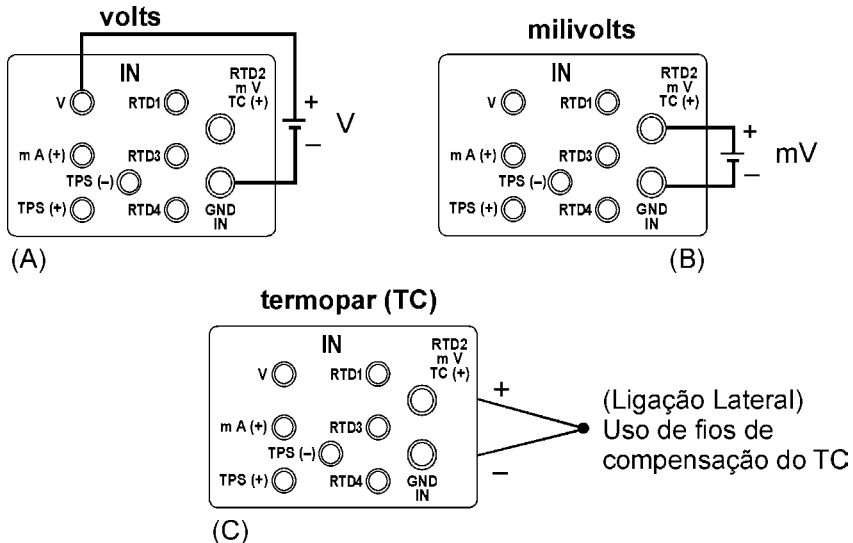 volts
IN
RTD2
m V
TC (+)
V
RTD1
m A (+)
RTD3
TPS (–)
TPS (+)
RTD4
GND
IN
+
–
V
(A)
milivolts
IN
RTD2
m V
TC (+)
V
RTD1
m A (+)
RTD3
TPS (–)
TPS (+)
RTD4
GND
IN
+
–
mV
(B)
termopar (TC)
IN
RTD2
m V
TC (+)
V
RTD1
m A (+)
RTD3
TPS (–)
TPS (+)
RTD4
GND
IN
+
–
(Ligação Lateral)
Uso de fios de
compensação do TC
(C)